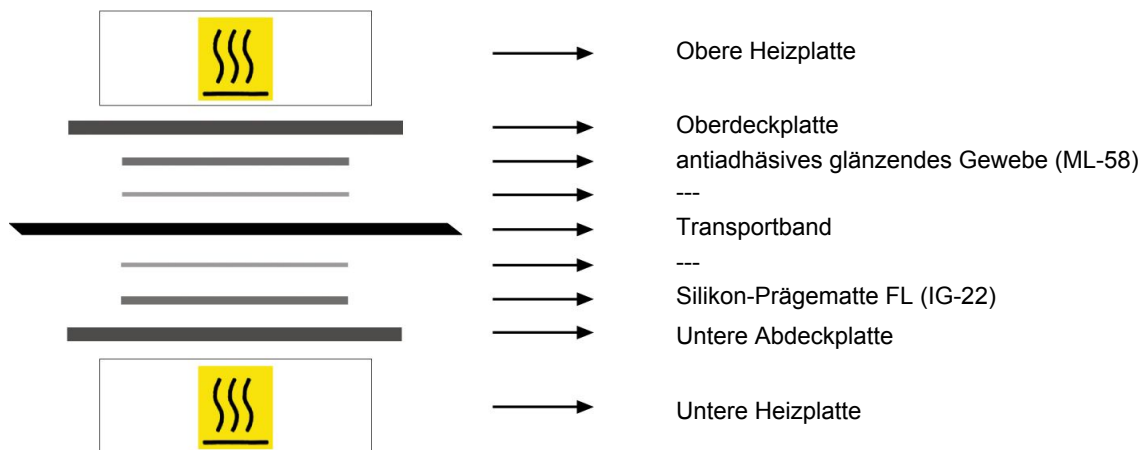 Obere Heizplatte
Oberdeckplatte
antiadhäsives glänzendes Gewebe (ML-58)
---
Transportband
---
Silikon-Prägematte FL (IG-22)
Untere Abdeckplatte
Untere Heizplatte